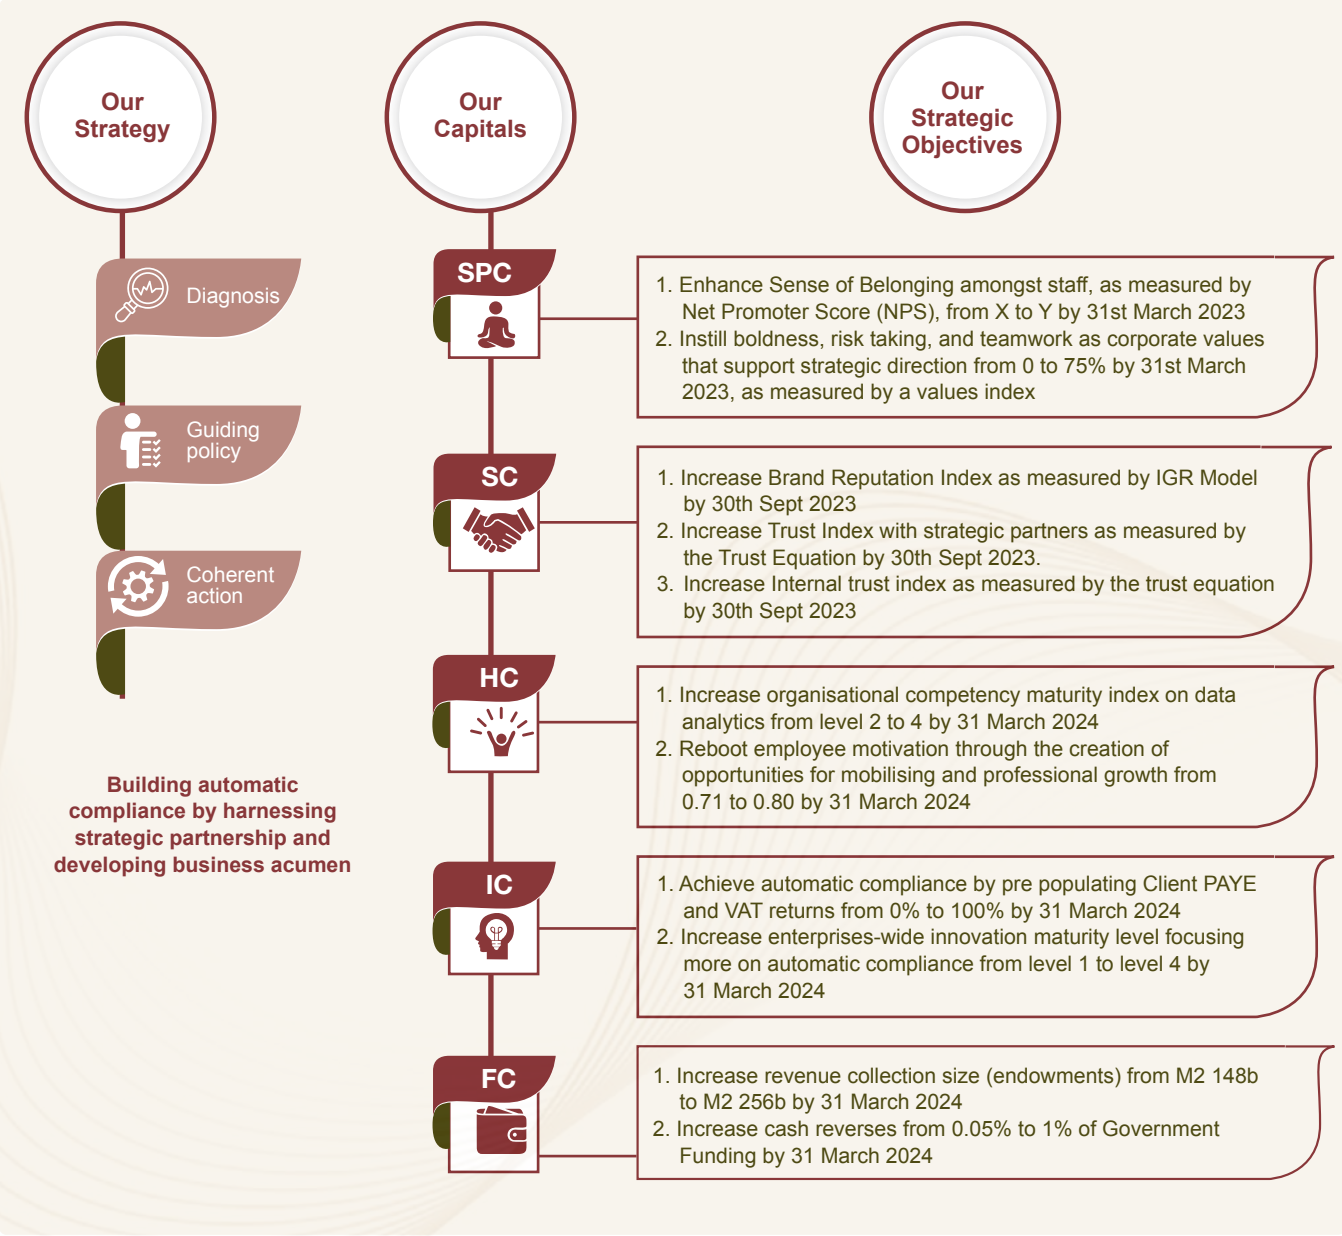 Our
Strategy
Our
Capitals
Our
Strategic
Objectives
Diagnosis
Guiding
policy
Coherent
action
Building automatic
compliance by harnessing
strategic partnership and
developing business acumen
SPC
1. Enhance Sense of Belonging amongst staff, as measured by
Net Promoter Score (NPS), from X to Y by 31st March 2023
2. Instill boldness, risk taking, and teamwork as corporate values
that support strategic direction from 0 to 75% by 31st March
2023, as measured by a values index
SC
1. Increase Brand Reputation Index as measured by IGR Model
by 30th Sept 2023
2. Increase Trust Index with strategic partners as measured by
the Trust Equation by 30th Sept 2023.
3. Increase Internal trust index as measured by the trust equation
by 30th Sept 2023
HC
1. Increase organisational competency maturity index on data
analytics from level 2 to 4 by 31 March 2024
2. Reboot employee motivation through the creation of
opportunities for mobilising and professional growth from
0.71 to 0.80 by 31 March 2024
IC
1. Achieve automatic compliance by pre populating Client PAYE
and VAT returns from 0% to 100% by 31 March 2024
2. Increase enterprises-wide innovation maturity level focusing
more on automatic compliance from level 1 to level 4 by
31 March 2024
FC
1. Increase revenue collection size (endowments) from M2 148b
to M2 256b by 31 March 2024
2. Increase cash reverses from 0.05% to 1% of Government
Funding by 31 March 2024